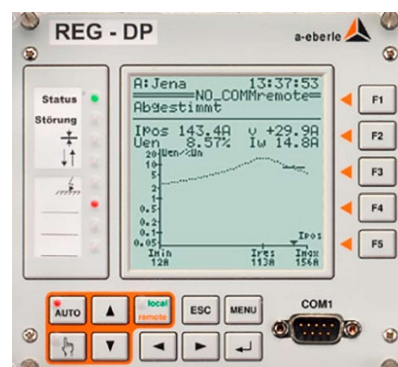 REG - DP
a-eberle
Status
Störung
A:Jena 13:37:53
NO_COMMremote
Abgestimmt
Ipos 143.4A v +29.9A
Uen 8.57% Iw 14.8A
20 Uen/%Un
10
5
2
1
0.5
0.2
0.1
0.05
Ipos
Imin Ires Imax
12A 113A 156A
F1
F2
F3
F4
F5
AUTO
local
remote
ESC
MENU
COM1